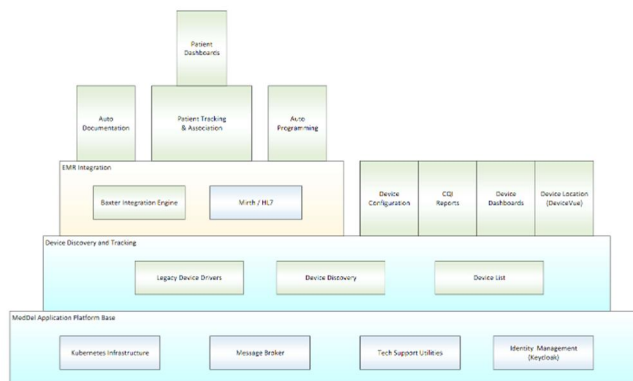 Patient
Dashboards
Auto
Documentation
Patient Tracking
& Association
Auto
Programming
EMR Integration
Baxter Integration Engine
Mirth / HL7
Device
Configuration
CQI
Reports
Device
Dashboards
Device Location
(DeviceVue)
Device Discovery and Tracking
Legacy Device Drivers
Device Discovery
Device List
MedDel Application Platform Base
Kubernetes Infrastructure
Message Broker
Tech Support Utilities
Identity Management
(Keycloak)